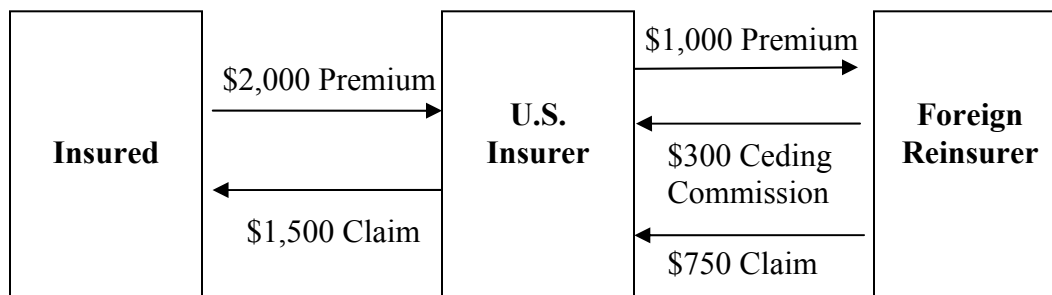 Insured
$2,000 Premium
$1,500 Claim
U.S.
Insurer
$1,000 Premium
$300 Ceding
Commission
$750 Claim
Foreign
Reinsurer